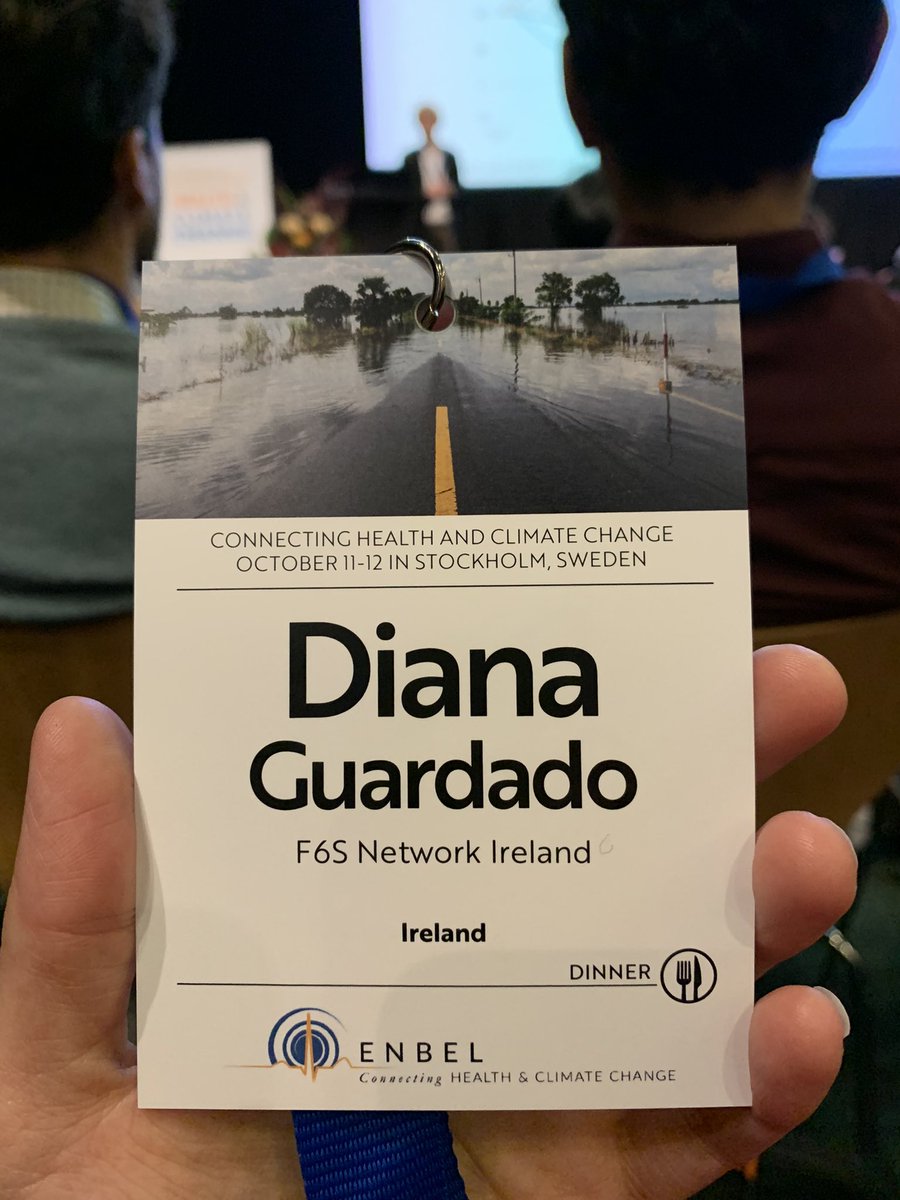 CONNECTING HEALTH AND CLIMATE CHANGE
OCTOBER 11-12 IN STOCKHOLM, SWEDEN
Diana
Guardado
F6S Network Ireland
Ireland
DINNER
ENBEL
Connecting HEALTH & CLIMATE CHANGE